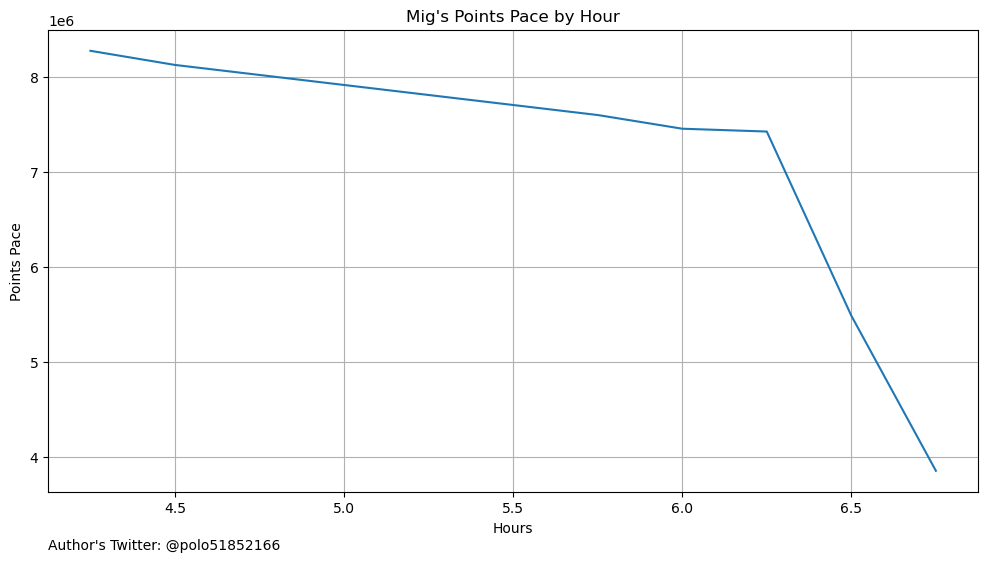 Mig's Points Pace by Hour
1e6
8
7
6
5
4
Points Pace
4.5 5.0 5.5 6.0 6.5
Hours
Author's Twitter: @polo51852166